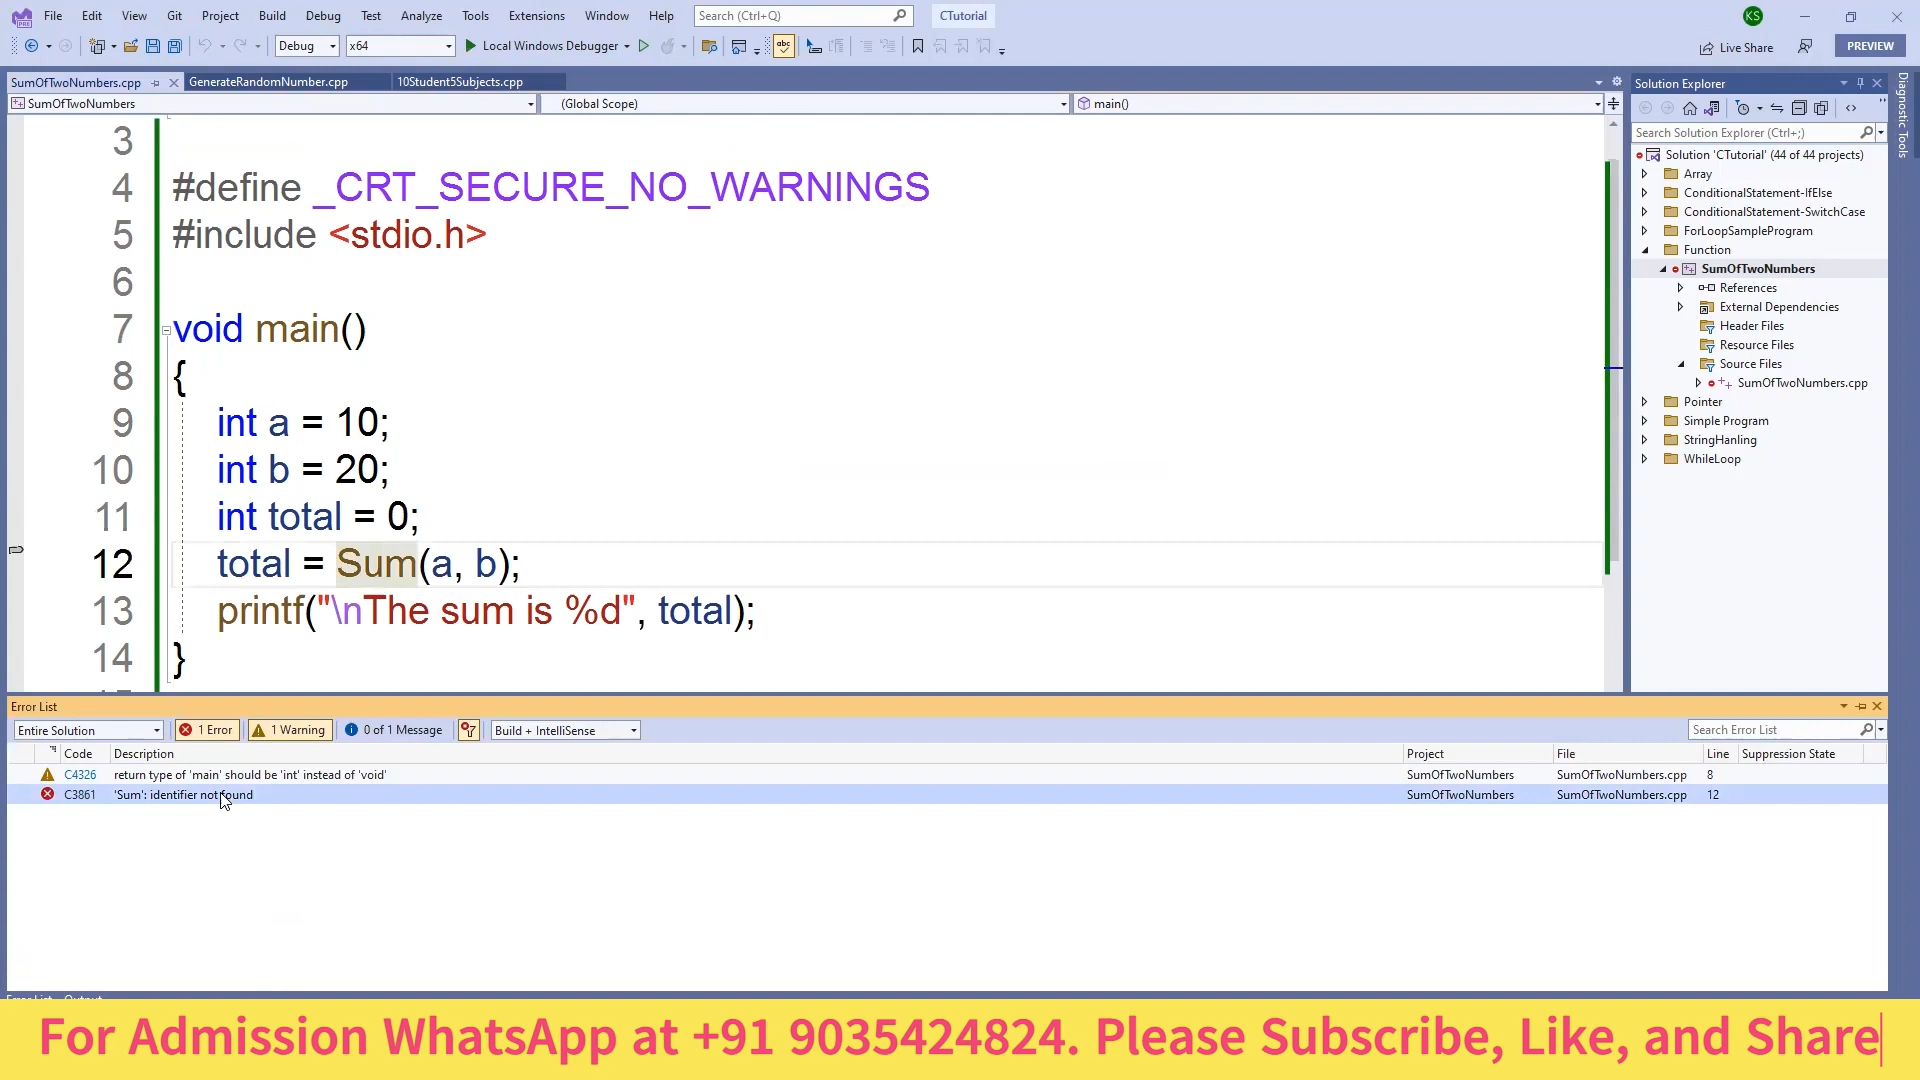 File Edit View Git Project Build Debug Test Analyze Tools Extensions Window Help Search (Ctrl+Q) CTutorial KS
Debug x64 Local Windows Debugger Live Share PREVIEW
SumOfTwoNumbers.cpp GenerateRandomNumber.cpp 10Student5Subjects.cpp
SumOfTwoNumbers (Global Scope) main()
3
4 #define _CRT_SECURE_NO_WARNINGS
5 #include <stdio.h>
6
7 void main()
8 {
9 int a = 10;
10 int b = 20;
11 int total = 0;
12 total = Sum(a, b);
13 printf("\nThe sum is %d", total);
14 }
Solution Explorer
Search Solution Explorer (Ctrl+;)
Solution 'CTutorial' (44 of 44 projects)
Array
ConditionalStatement-IfElse
ConditionalStatement-SwitchCase
ForLoopSampleProgram
Function
SumOfTwoNumbers
References
External Dependencies
Header Files
Resource Files
Source Files
SumOfTwoNumbers.cpp
Pointer
Simple Program
StringHanling
WhileLoop
Diagnostic Tools
Error List
Entire Solution 1 Error 1 Warning 0 of 1 Message Build + IntelliSense Search Error List
Code Description Project File Line Suppression State
C4326 return type of 'main' should be 'int' instead of 'void' SumOfTwoNumbers SumOfTwoNumbers.cpp 8
C3861 'Sum': identifier not found SumOfTwoNumbers SumOfTwoNumbers.cpp 12
For Admission WhatsApp at +91 9035424824. Please Subscribe, Like, and Share